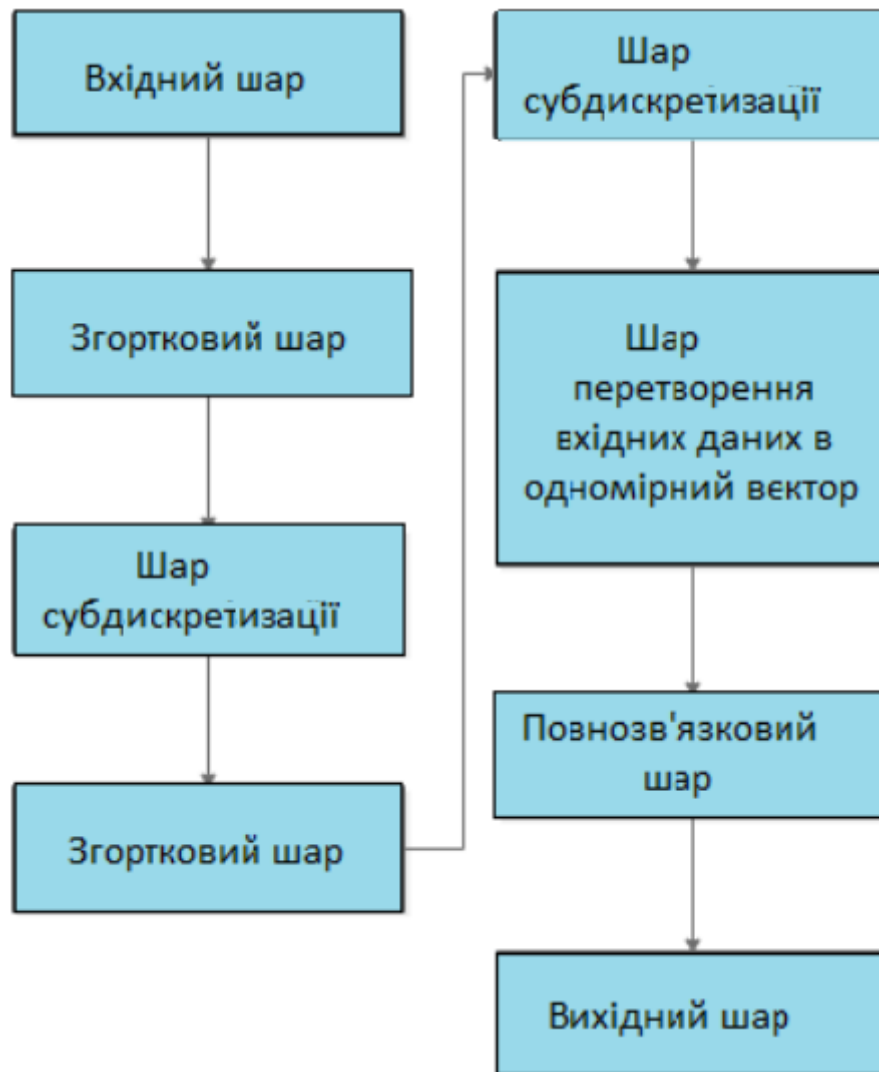 Вхідний шар
Згортковий шар
Шар
субдискретизації
Згортковий шар
Шар
субдискретизації
Шар
перетворення
вхідних даних в
одномірний вектор
Повнозв'язковий
шар
Вихідний шар